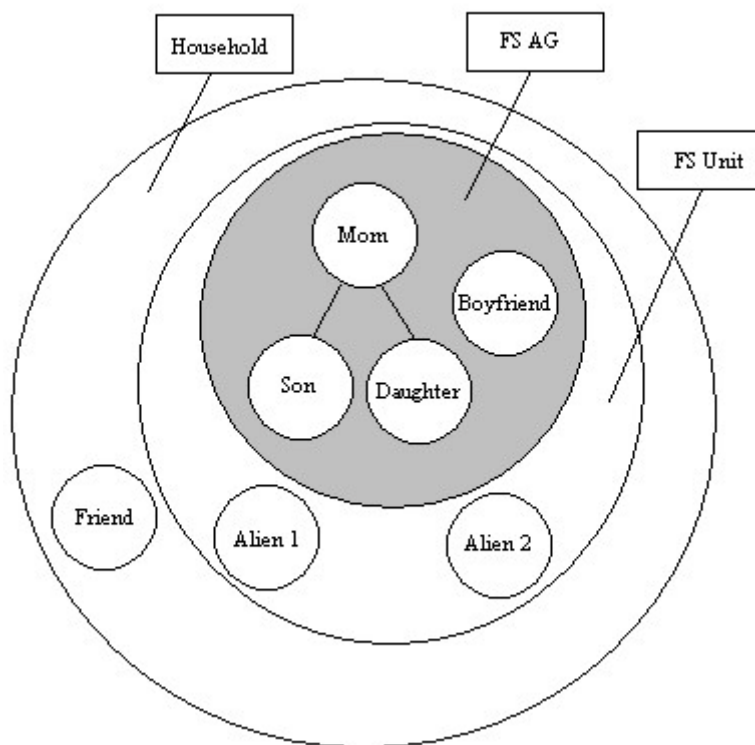 Household
FS AG
FS Unit
Mom
Boyfriend
Son
Daughter
Friend
Alien 1
Alien 2